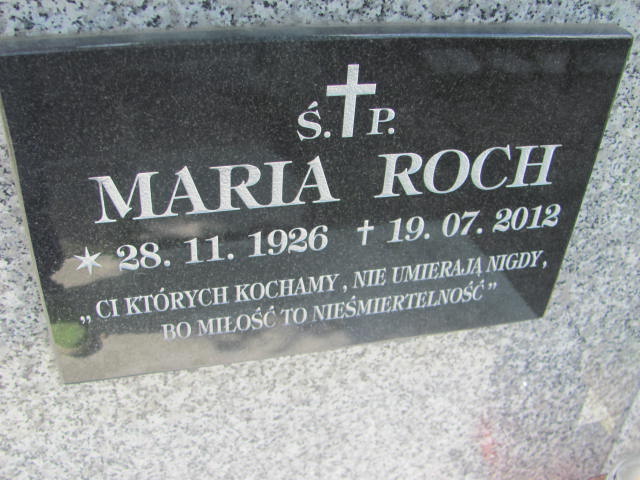 Ś. P.
MARIA ROCH
* 28. 11. 1926 † 19. 07. 2012
„CI KTÓRYCH KOCHAMY, NIE UMIERAJĄ NIGDY,
BO MIŁOŚĆ TO NIEŚMIERTELNOŚĆ"